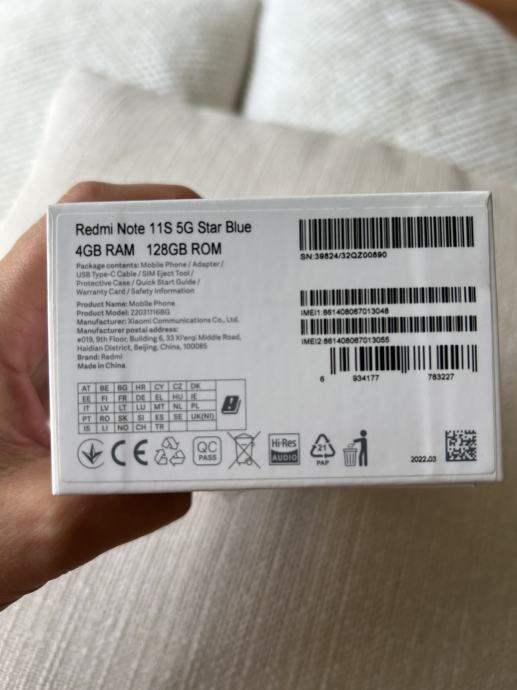 Redmi Note 11S 5G Star Blue
4GB RAM 128GB ROM
Package contents: Mobile Phone / Adapter /
USB Type-C Cable / SIM Eject Tool /
Protective Case / Quick Start Guide /
Warranty Card / Safety Information
Product Name: Mobile Phone
Product Model: 22031116BG
Manufacturer: Xiaomi Communications Co., Ltd.
Manufacturer postal address:
#019, 9th Floor, Building 6, 33 Xi'erqi Middle Road,
Haidian District, Beijing, China, 100085
Brand: Redmi
Made in China
AT BE BG HR CY CZ DK
EE FI FR DE EL HU IE
IT LV LT LU MT NL PL
PT RO SK SI ES SE UK(NI)
IS LI NO CH TR
SN:39824/32QZ00890
IMEI1:861408067013048
IMEI2:861408067013055
6 934177 783227
CE
QC
PASS
Hi-Res
AUDIO
21
PAP
2022.03